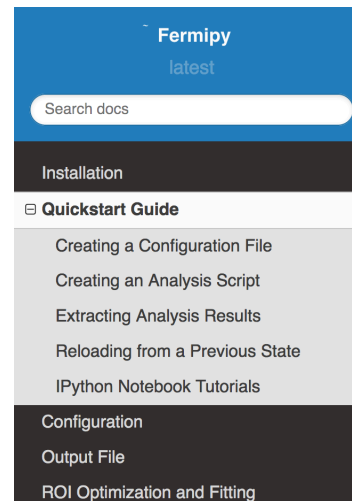 Fermipy
latest
Search docs
Installation
Quickstart Guide
Creating a Configuration File
Creating an Analysis Script
Extracting Analysis Results
Reloading from a Previous State
IPython Notebook Tutorials
Configuration
Output File
ROI Optimization and Fitting